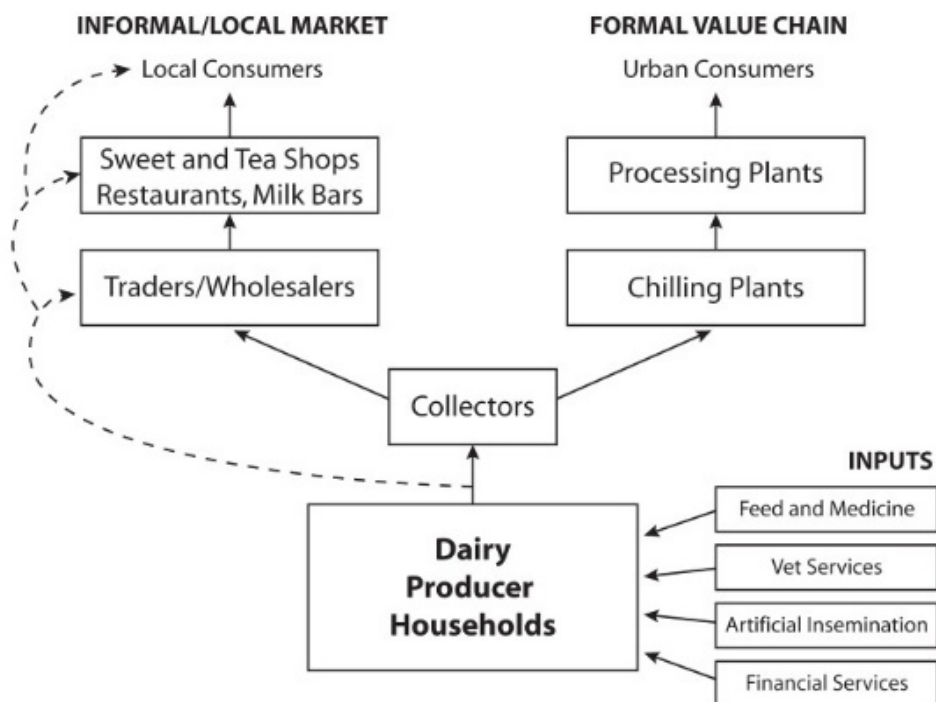 INFORMAL/LOCAL MARKET
FORMAL VALUE CHAIN
Local Consumers
Urban Consumers
Sweet and Tea Shops
Restaurants, Milk Bars
Processing Plants
Traders/Wholesalers
Chilling Plants
Collectors
INPUTS
Feed and Medicine
Dairy
Producer
Households
Vet Services
Artificial Insemination
Financial Services